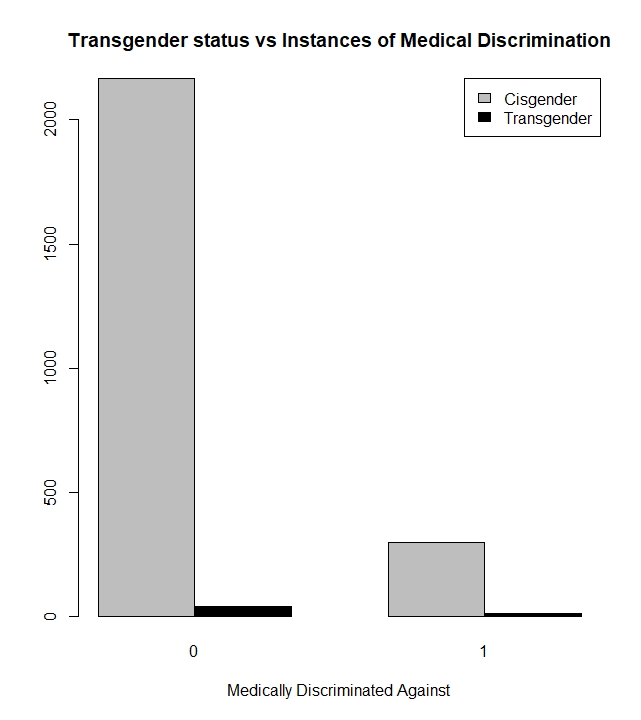 Transgender status vs Instances of Medical Discrimination
Cisgender
Transgender
2000
1500
1000
500
0
0 1
Medically Discriminated Against